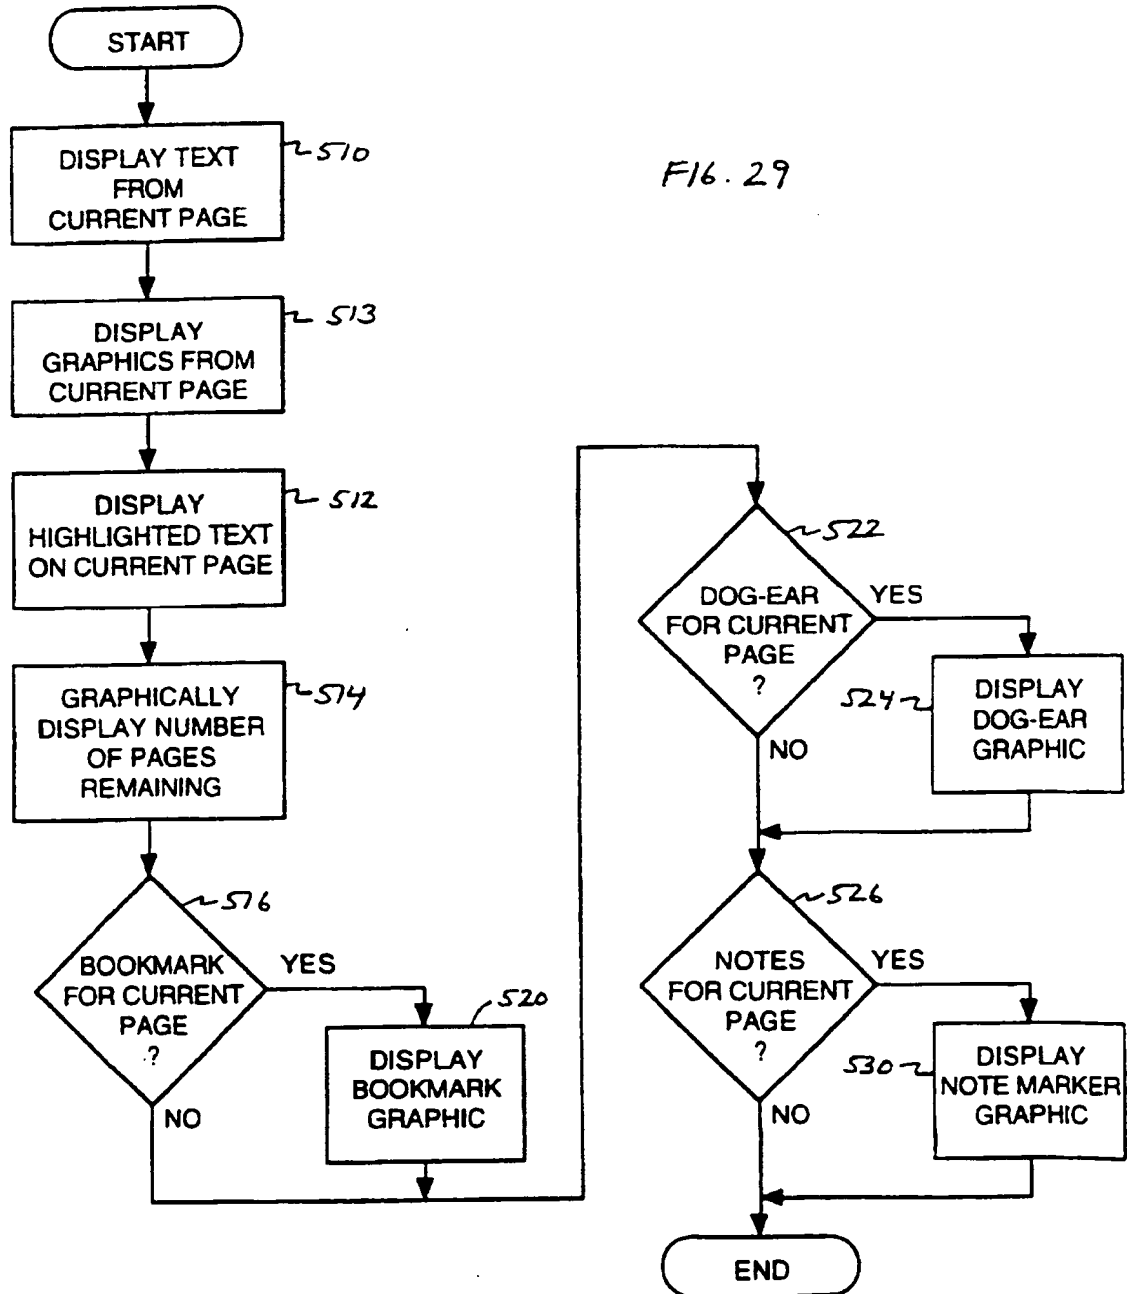 START
DISPLAY TEXT
FROM
CURRENT PAGE
510
FIG. 29
DISPLAY
GRAPHICS FROM
CURRENT PAGE
513
DISPLAY
HIGHLIGHTED TEXT
ON CURRENT PAGE
512
GRAPHICALLY
DISPLAY NUMBER
OF PAGES
REMAINING
514
BOOKMARK
FOR CURRENT
PAGE
?
516
YES
NO
DISPLAY
BOOKMARK
GRAPHIC
520
DOG-EAR
FOR CURRENT
PAGE
?
522
YES
NO
DISPLAY
DOG-EAR
GRAPHIC
524
NOTES
FOR CURRENT
PAGE
?
526
YES
NO
DISPLAY
NOTE MARKER
GRAPHIC
530
END